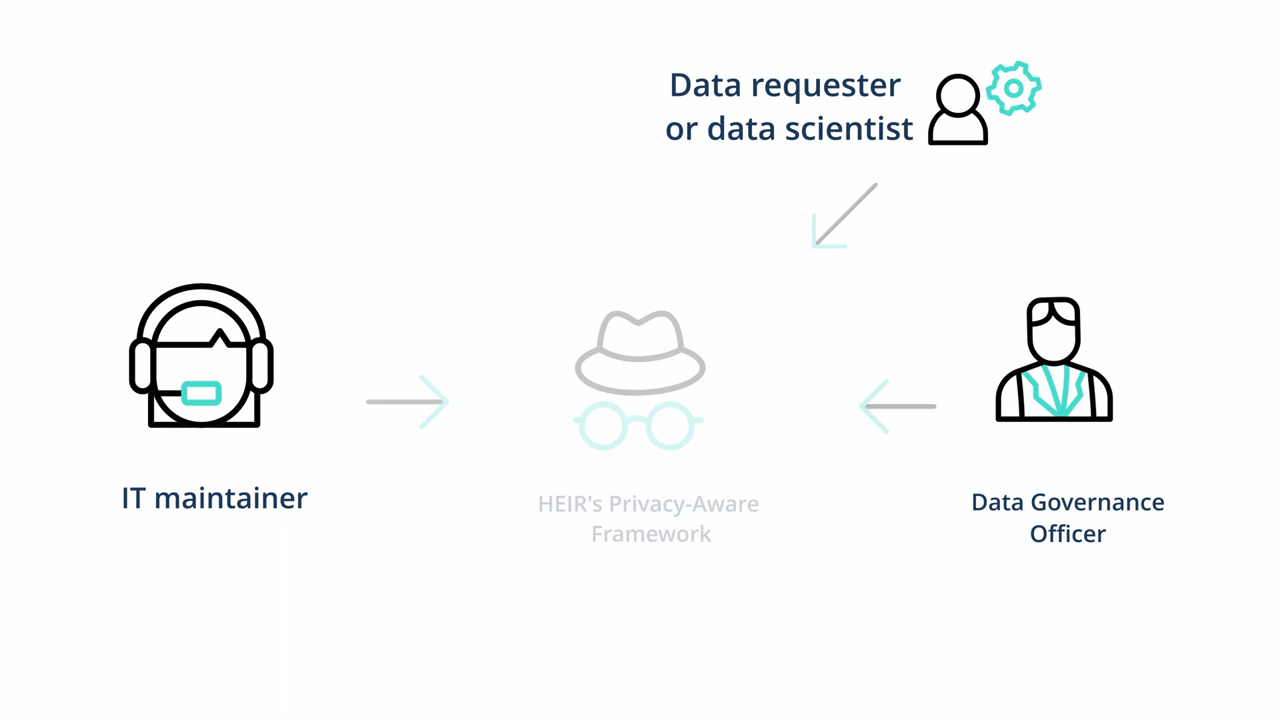 Data requester
or data scientist
IT maintainer
HEIR's Privacy-Aware
Framework
Data Governance
Officer